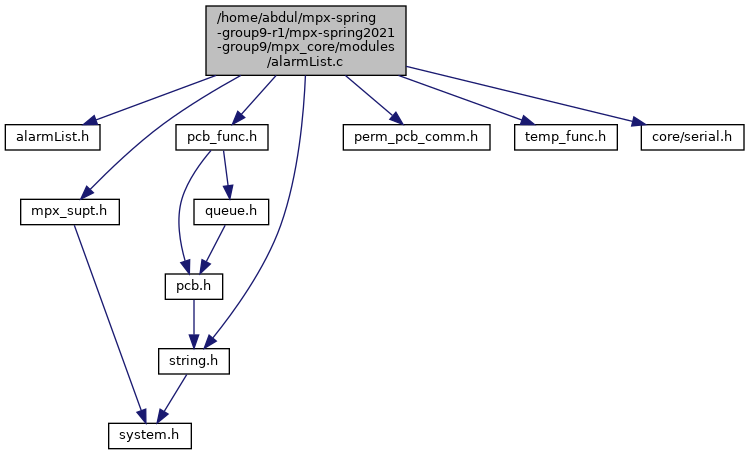 /home/abdul/mpx-spring
-group9-r1/mpx-spring2021
-group9/mpx_core/modules
/alarmList.c
alarmList.h
pcb_func.h
perm_pcb_comm.h
temp_func.h
core/serial.h
mpx_supt.h
queue.h
pcb.h
string.h
system.h